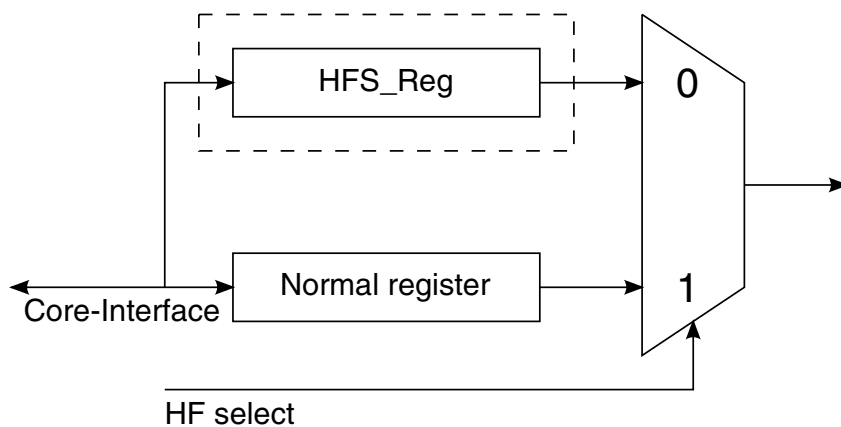 HFS_Reg
0
Normal register
1
Core-Interface
HF select